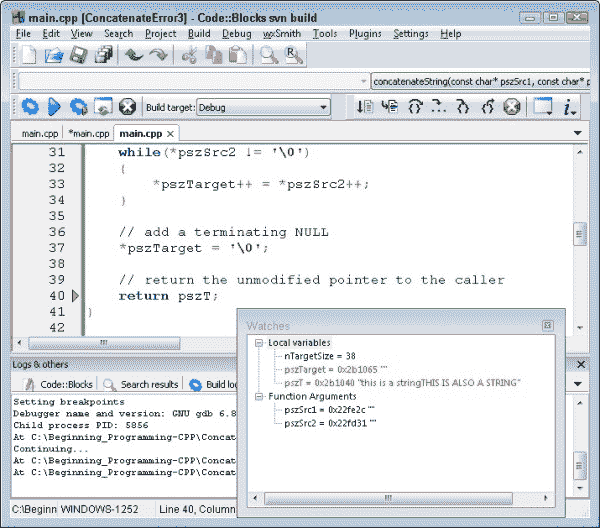 main.cpp [ConcatenateError3] - Code::Blocks svn build
File Edit View Search Project Build Debug wxSmith Tools Plugins Settings Help
concatenateString(const char* pszSrc1, const char* p
Build target: Debug
main.cpp *main.cpp main.cpp
31 while(*pszSrc2 != '\0')
32 {
33 *pszTarget++ = *pszSrc2++;
34 }
35
36 // add a terminating NULL
37 *pszTarget = '\0';
38
39 // return the unmodified pointer to the caller
40 return pszT;
41 }
42
Watches
Local variables
nTargetSize = 38
pszTarget = 0x2b1065 ""
pszT = 0x2b1040 "this is a stringTHIS IS ALSO A STRING"
Function Arguments
pszSrc1 = 0x22fe2c ""
pszSrc2 = 0x22fd31 ""
Logs & others
Code::Blocks Search results Build lo
Setting breakpoints
Debugger name and version: GNU gdb 6.8
Child process PID: 5856
At C:\Beginning_Programming-CPP\Concat
Continuing...
At C:\Beginning_Programming-CPP\Concat
At C:\Beginning_Programming-CPP\Concat
C:\Beginn WINDOWS-1252 Line 40, Column